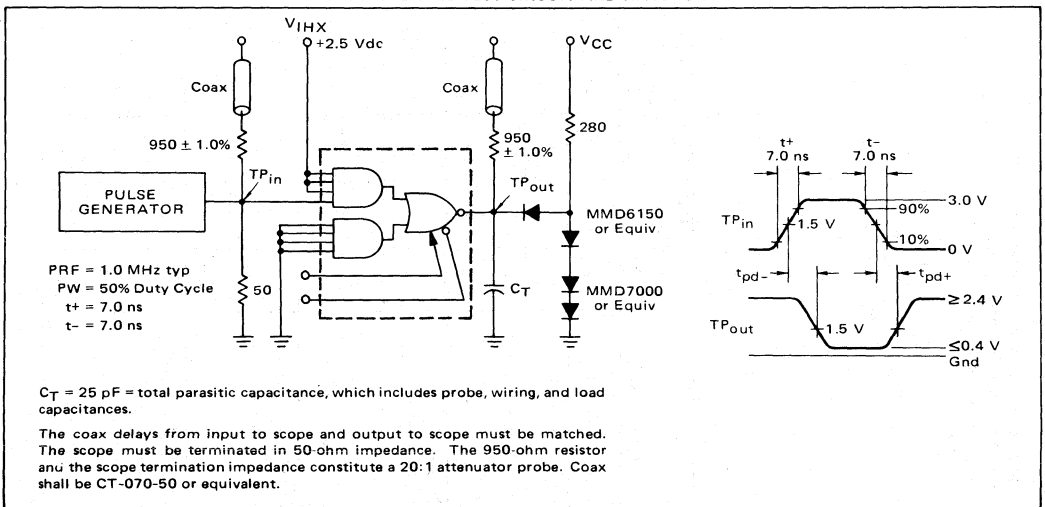 VIHX
+2.5 Vdc
VCC
Coax
Coax
950 ± 1.0%
950
± 1.0%
280
TPin
TPout
PULSE
GENERATOR
MMD6150
or Equiv
PRF = 1.0 MHz typ
PW = 50% Duty Cycle
t+ = 7.0 ns
t– = 7.0 ns
50
CT
MMD7000
or Equiv
t+
7.0 ns
t–
7.0 ns
3.0 V
90%
TPin
1.5 V
10%
0 V
tpd–
tpd+
≥ 2.4 V
TPout
1.5 V
≤0.4 V
Gnd
CT = 25 pF = total parasitic capacitance, which includes probe, wiring, and load
capacitances.
The coax delays from input to scope and output to scope must be matched.
The scope must be terminated in 50-ohm impedance. The 950-ohm resistor
and the scope termination impedance constitute a 20:1 attenuator probe. Coax
shall be CT-070-50 or equivalent.